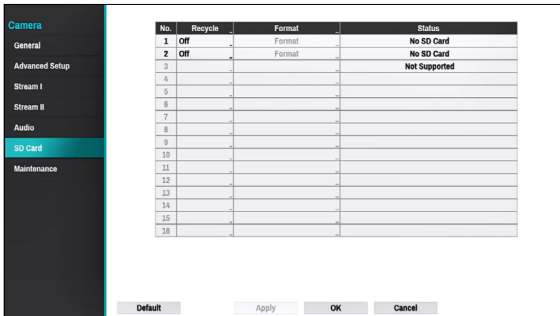 Camera
General
Advanced Setup
Stream I
Stream II
Audio
SD Card
Maintenance
No. Recycle Format Status
1 Off Format No SD Card
2 Off Format No SD Card
3 Not Supported
4
5
6
7
8
9
10
11
12
13
14
15
16
Default Apply OK Cancel